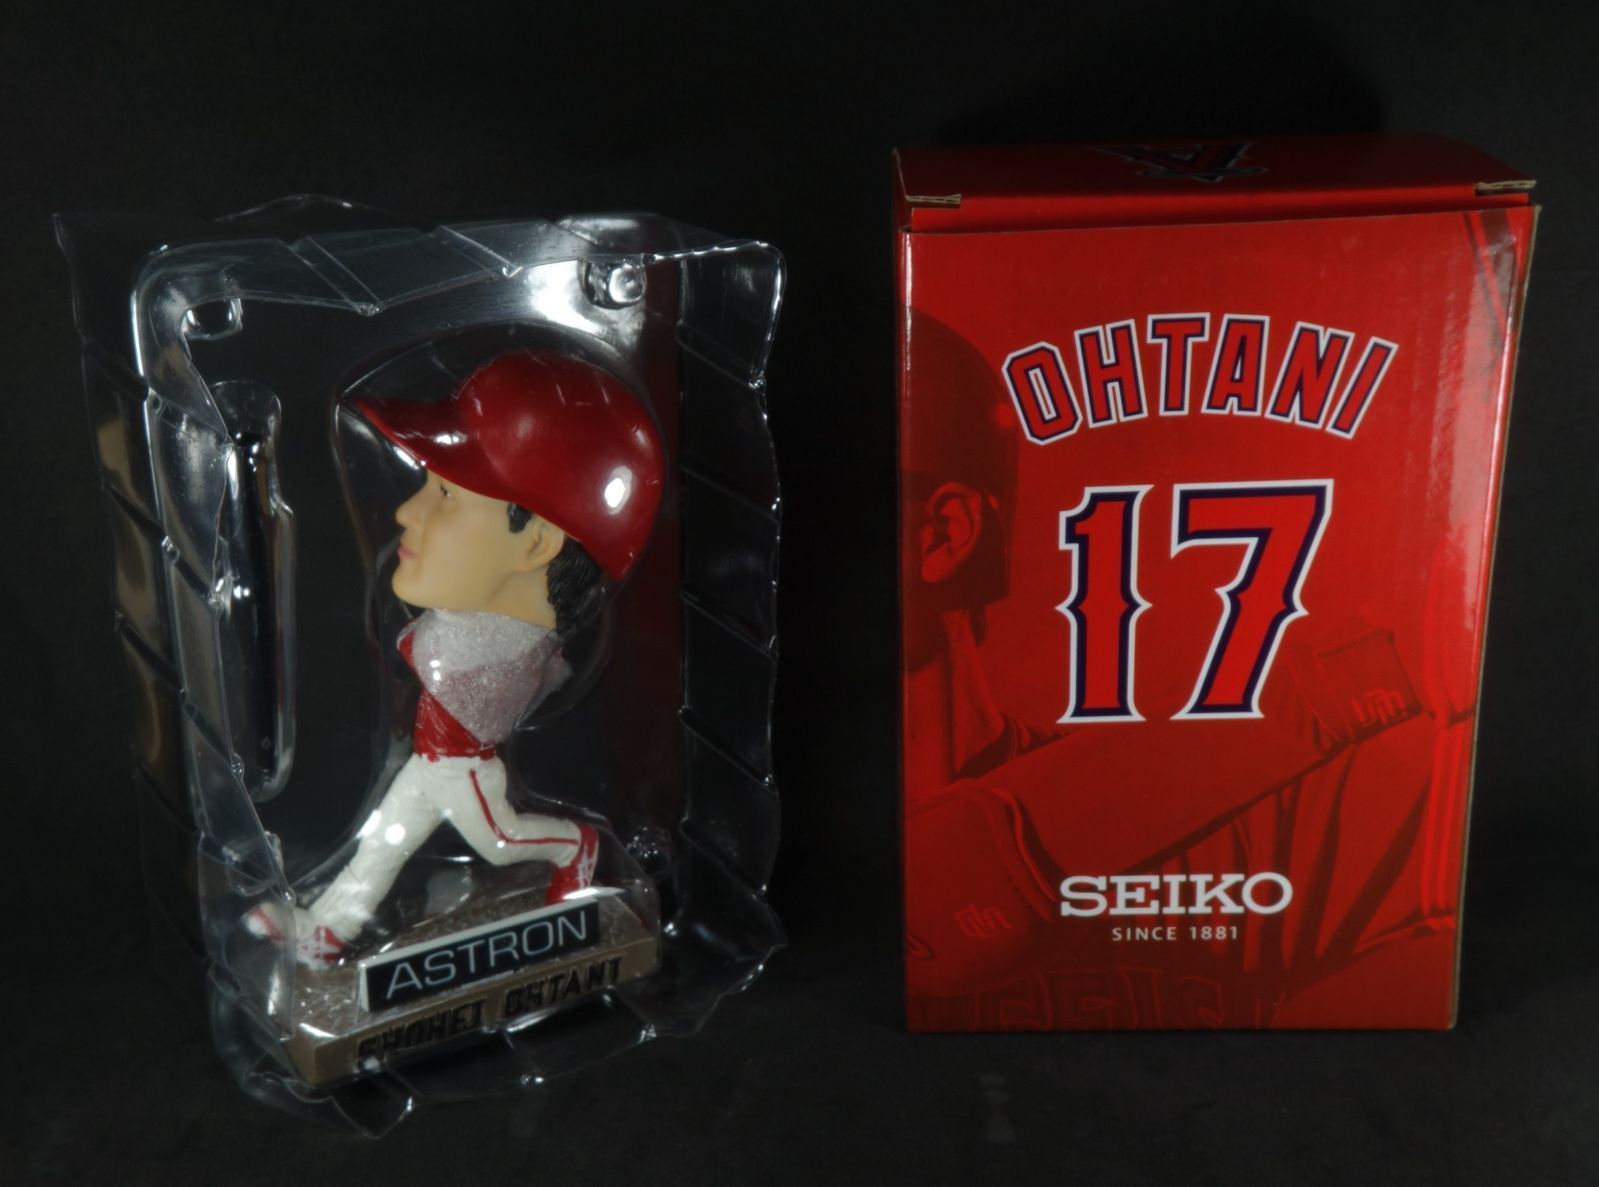 ASTRON
SHOHEI OHTANI
OHTANI
17
SEIKO
SINCE 1881